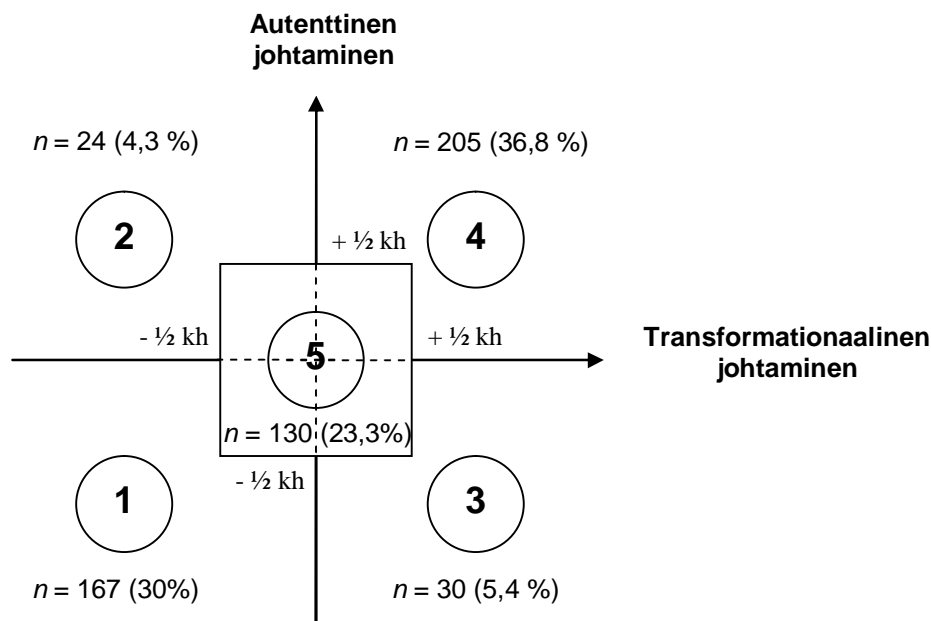 Autenttinen
johtaminen
n = 24 (4,3 %)
n = 205 (36,8 %)
2
4
+ ½ kh
- ½ kh
+ ½ kh
5
Transformationaalinen
johtaminen
n = 130 (23,3%)
- ½ kh
1
3
n = 167 (30%)
n = 30 (5,4 %)